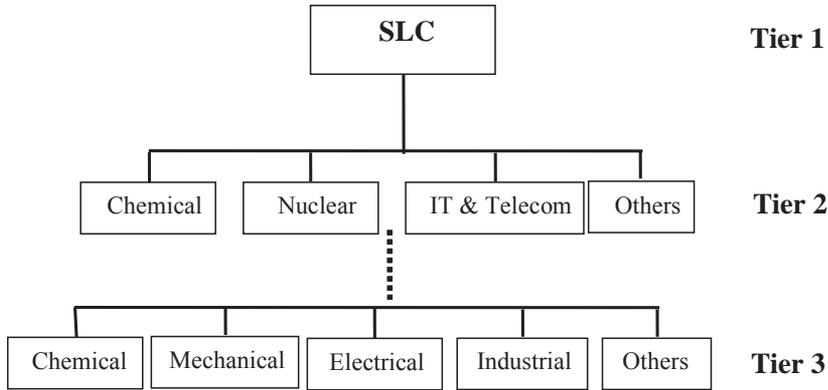 SLC
Tier 1
Chemical Nuclear IT & Telecom Others
Tier 2
Chemical Mechanical Electrical Industrial Others
Tier 3